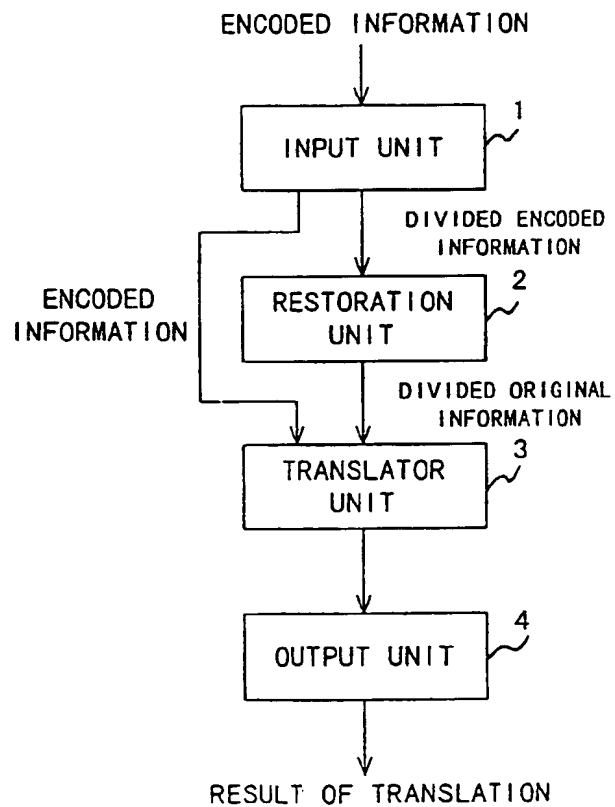 ENCODED INFORMATION
1
INPUT UNIT
DIVIDED ENCODED
INFORMATION
ENCODED
INFORMATION
2
RESTORATION
UNIT
DIVIDED ORIGINAL
INFORMATION
3
TRANSLATOR
UNIT
4
OUTPUT UNIT
RESULT OF TRANSLATION